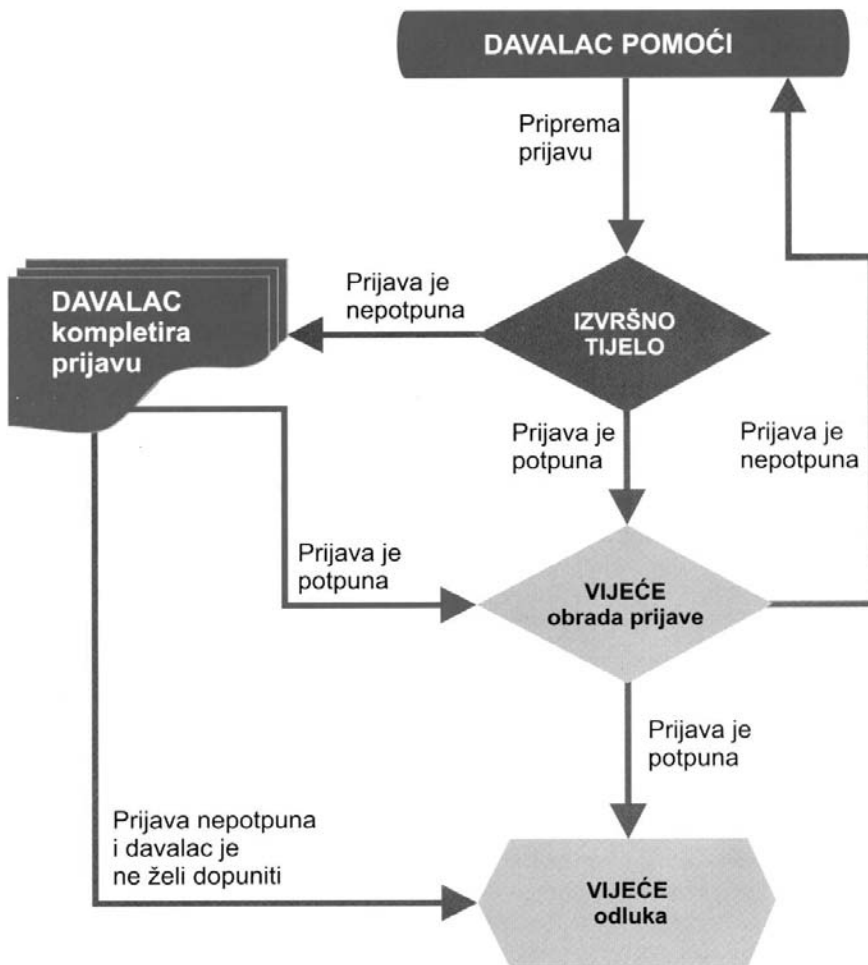 DAVALAC POMOĆI
Priprema
prijavu
DAVALAC
kompletira
prijavu
Prijava je
nepotpuna
IZVRŠNO
TIJELO
Prijava je
potpuna
Prijava je
nepotpuna
Prijava je
potpuna
VIJEĆE
obrada prijave
Prijava je
potpuna
Prijava nepotpuna
i davalac je
ne želi dopuniti
VIJEĆE
odluka